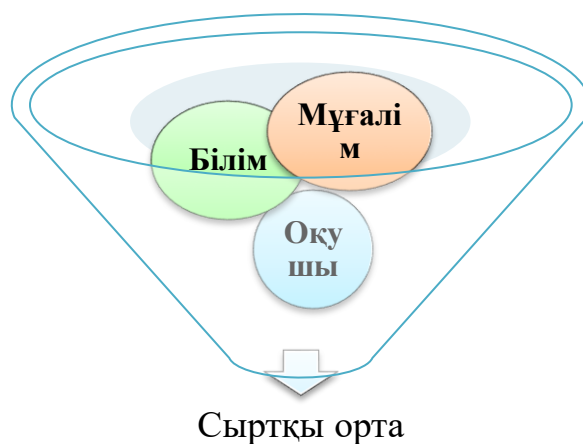 Мұғалі
м
Білім
Оқу
шы
Сыртқы орта